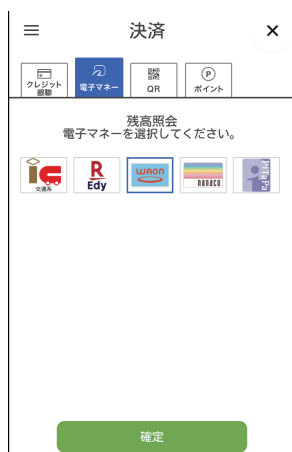 決済
クレジット
銀聯
電子マネー
QR
ポイント
残高照会
電子マネーを選択してください。
交通系
R
Edy
WAON
nanaco
PiTaPa
確定